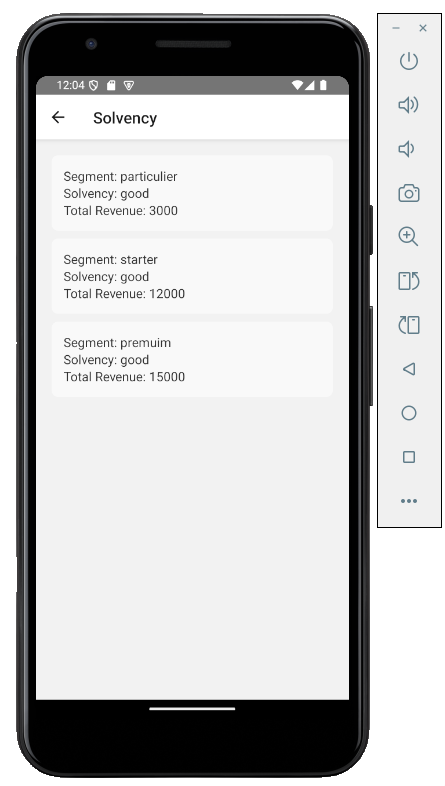 12:04
Solvency
Segment: particulier
Solvency: good
Total Revenue: 3000
Segment: starter
Solvency: good
Total Revenue: 12000
Segment: premuim
Solvency: good
Total Revenue: 15000